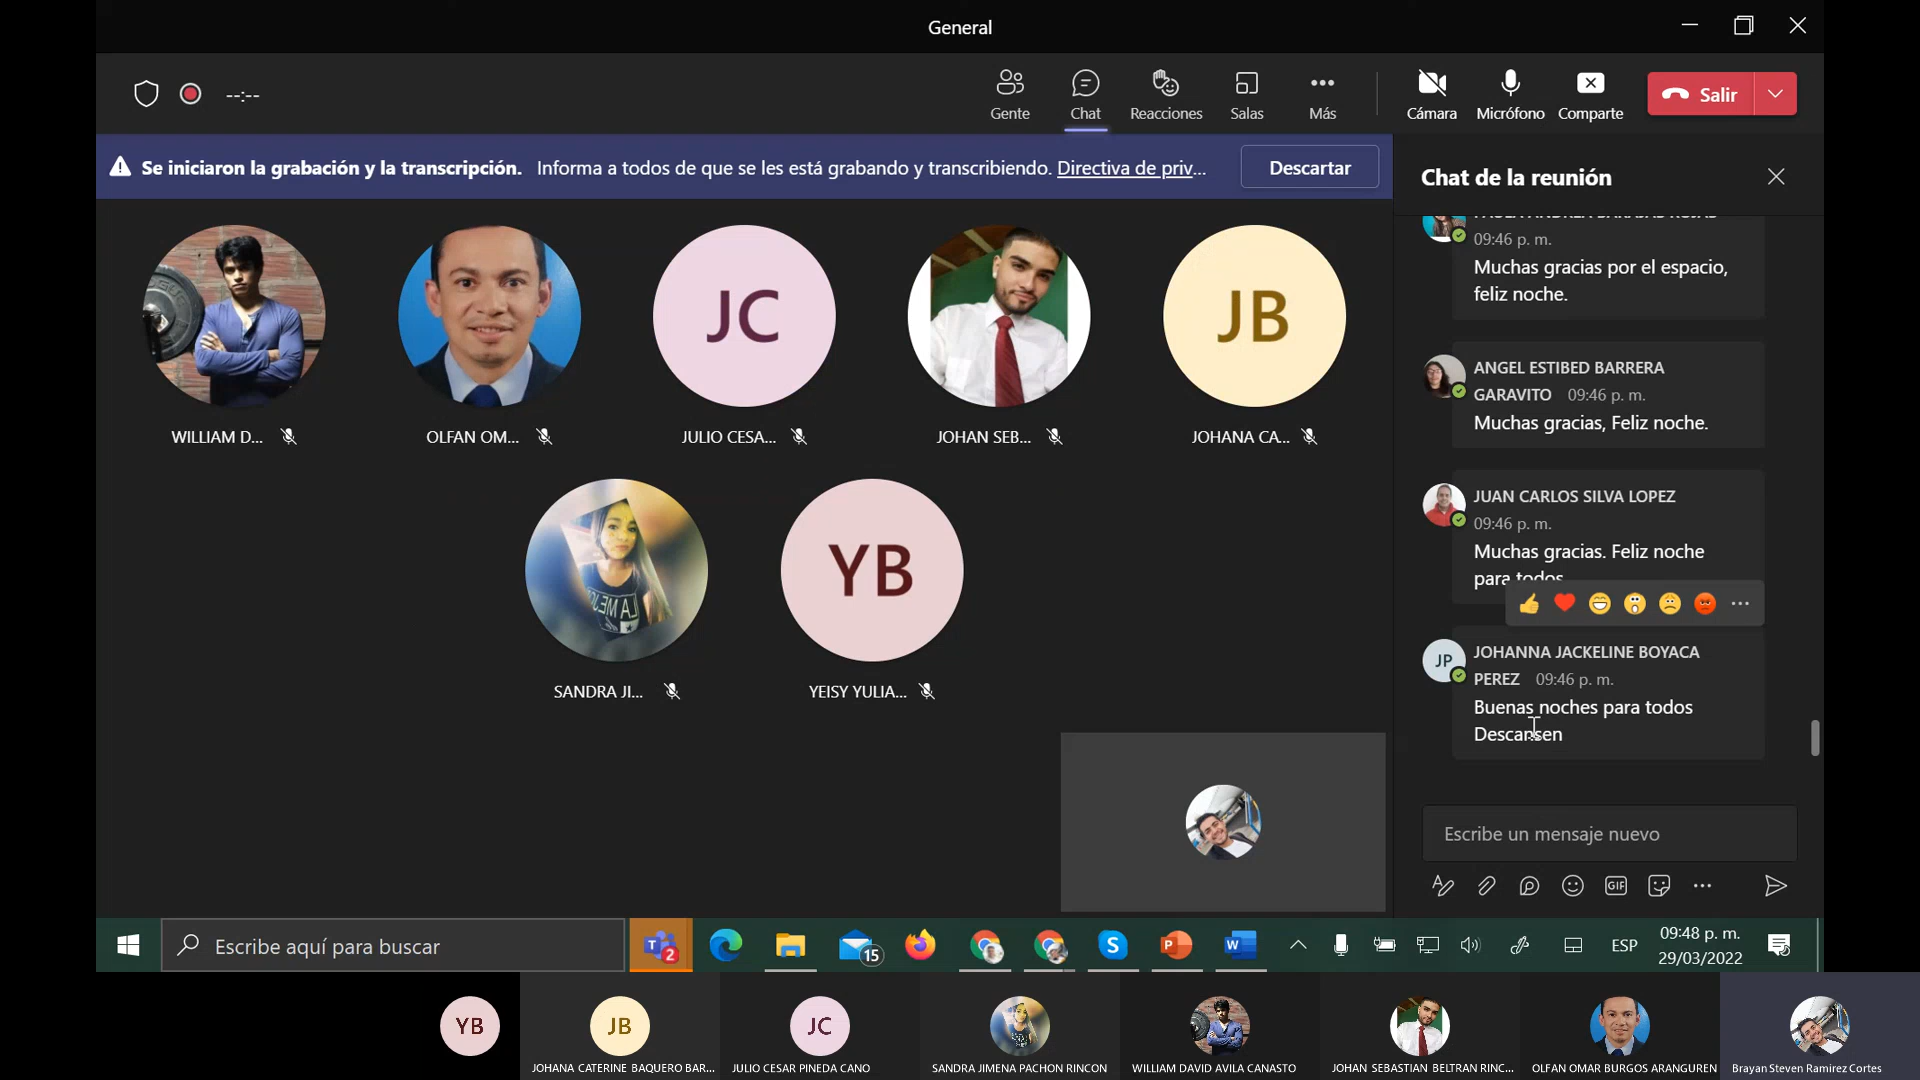 General
--:--
Gente
Chat
Reacciones
Salas
Más
Cámara
Micrófono
Comparte
Salir
Se iniciaron la grabación y la transcripción. Informa a todos de que se les está grabando y transcribiendo. Directiva de priv...
Descartar
Chat de la reunión
09:46 p. m.
Muchas gracias por el espacio,
feliz noche.
ANGEL ESTIBED BARRERA
GARAVITO 09:46 p. m.
Muchas gracias, Feliz noche.
JUAN CARLOS SILVA LOPEZ
09:46 p. m.
Muchas gracias. Feliz noche
para todos
JP
JOHANNA JACKELINE BOYACA
PEREZ 09:46 p. m.
Buenas noches para todos
Descansen
Escribe un mensaje nuevo
GIF
JC
JB
WILLIAM D...
OLFAN OM...
JULIO CESA...
JOHAN SEB...
JOHANA CA...
YB
SANDRA JI...
YEISY YULIA...
Escribe aquí para buscar
2
15
ESP
09:48 p. m.
29/03/2022
YB
JB
JC
JOHANA CATERINE BAQUERO BAR...
JULIO CESAR PINEDA CANO
SANDRA JIMENA PACHON RINCON
WILLIAM DAVID AVILA CANASTO
JOHAN SEBASTIAN BELTRAN RINC...
OLFAN OMAR BURGOS ARANGUREN
Brayan Steven Ramirez Cortes